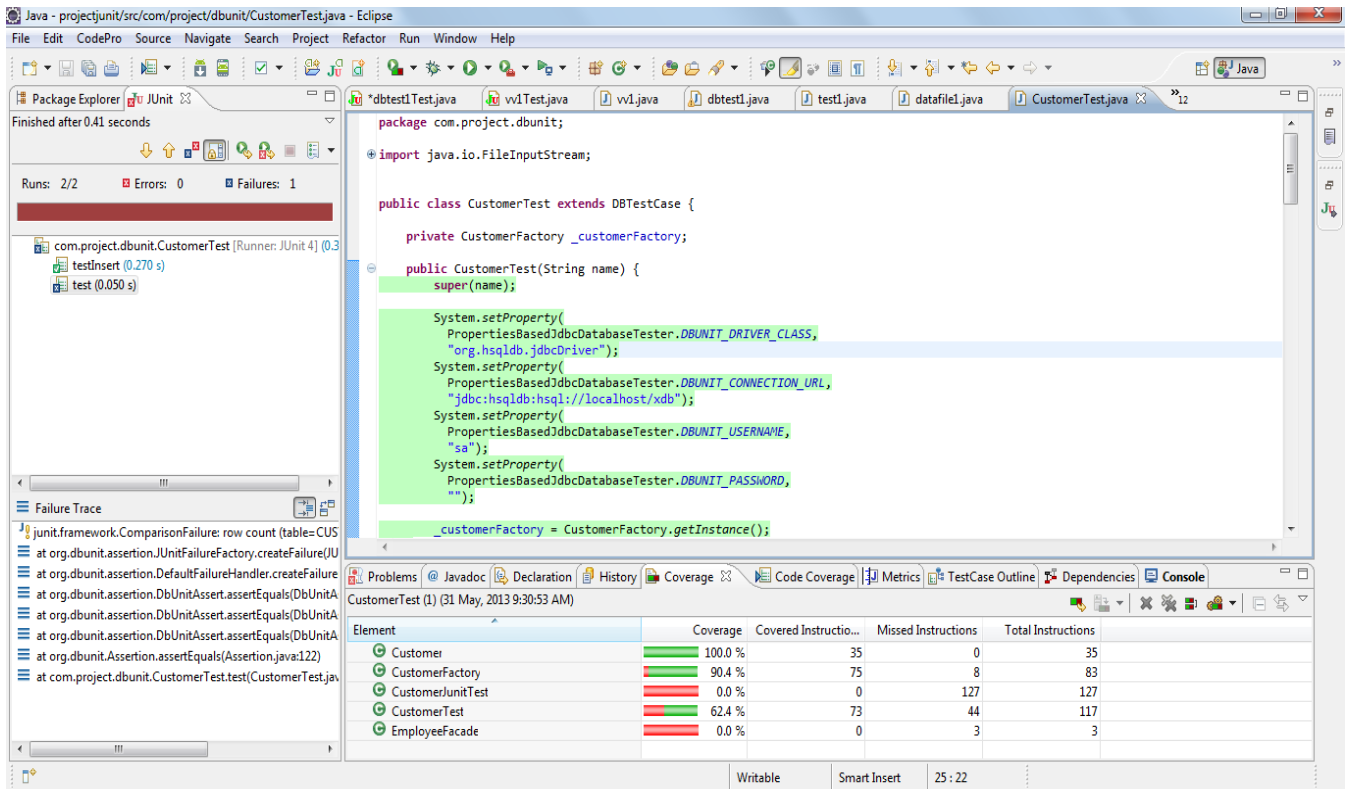 Java - projectjunit/src/com/project/dbunit/CustomerTest.java - Eclipse
File Edit CodePro Source Navigate Search Project Refactor Run Window Help
Java
Package Explorer JUnit
Finished after 0.41 seconds
Runs: 2/2 Errors: 0 Failures: 1
com.project.dbunit.CustomerTest [Runner: JUnit 4] (0.3
testInsert (0.270 s)
test (0.050 s)
Failure Trace
junit.framework.ComparisonFailure: row count (table=CUS
at org.dbunit.assertion.JUnitFailureFactory.createFailure(JU
at org.dbunit.assertion.DefaultFailureHandler.createFailure
at org.dbunit.assertion.DbUnitAssert.assertEquals(DbUnitA
at org.dbunit.assertion.DbUnitAssert.assertEquals(DbUnitA
at org.dbunit.assertion.DbUnitAssert.assertEquals(DbUnitA
at org.dbunit.Assertion.assertEquals(Assertion.java:122)
at com.project.dbunit.CustomerTest.test(CustomerTest.jav
*dbtest1Test.java vv1Test.java vv1.java dbtest1.java test1.java datafile1.java CustomerTest.java »12
package com.project.dbunit;
import java.io.FileInputStream;
public class CustomerTest extends DBTestCase {
private CustomerFactory _customerFactory;
public CustomerTest(String name) {
super(name);
System.setProperty(
PropertiesBasedJdbcDatabaseTester.DBUNIT_DRIVER_CLASS,
"org.hsqldb.jdbcDriver");
System.setProperty(
PropertiesBasedJdbcDatabaseTester.DBUNIT_CONNECTION_URL,
"jdbc:hsqldb:hsql://localhost/xdb");
System.setProperty(
PropertiesBasedJdbcDatabaseTester.DBUNIT_USERNAME,
"sa");
System.setProperty(
PropertiesBasedJdbcDatabaseTester.DBUNIT_PASSWORD,
"");
_customerFactory = CustomerFactory.getInstance();
Problems Javadoc Declaration History Coverage Code Coverage Metrics TestCase Outline Dependencies Console
CustomerTest (1) (31 May, 2013 9:30:53 AM)
Element Coverage Covered Instructio... Missed Instructions Total Instructions
Customer 100.0 % 35 0 35
CustomerFactory 90.4 % 75 8 83
CustomerJunitTest 0.0 % 0 127 127
CustomerTest 62.4 % 73 44 117
EmployeeFacade 0.0 % 0 3 3
Writable Smart Insert 25 : 22